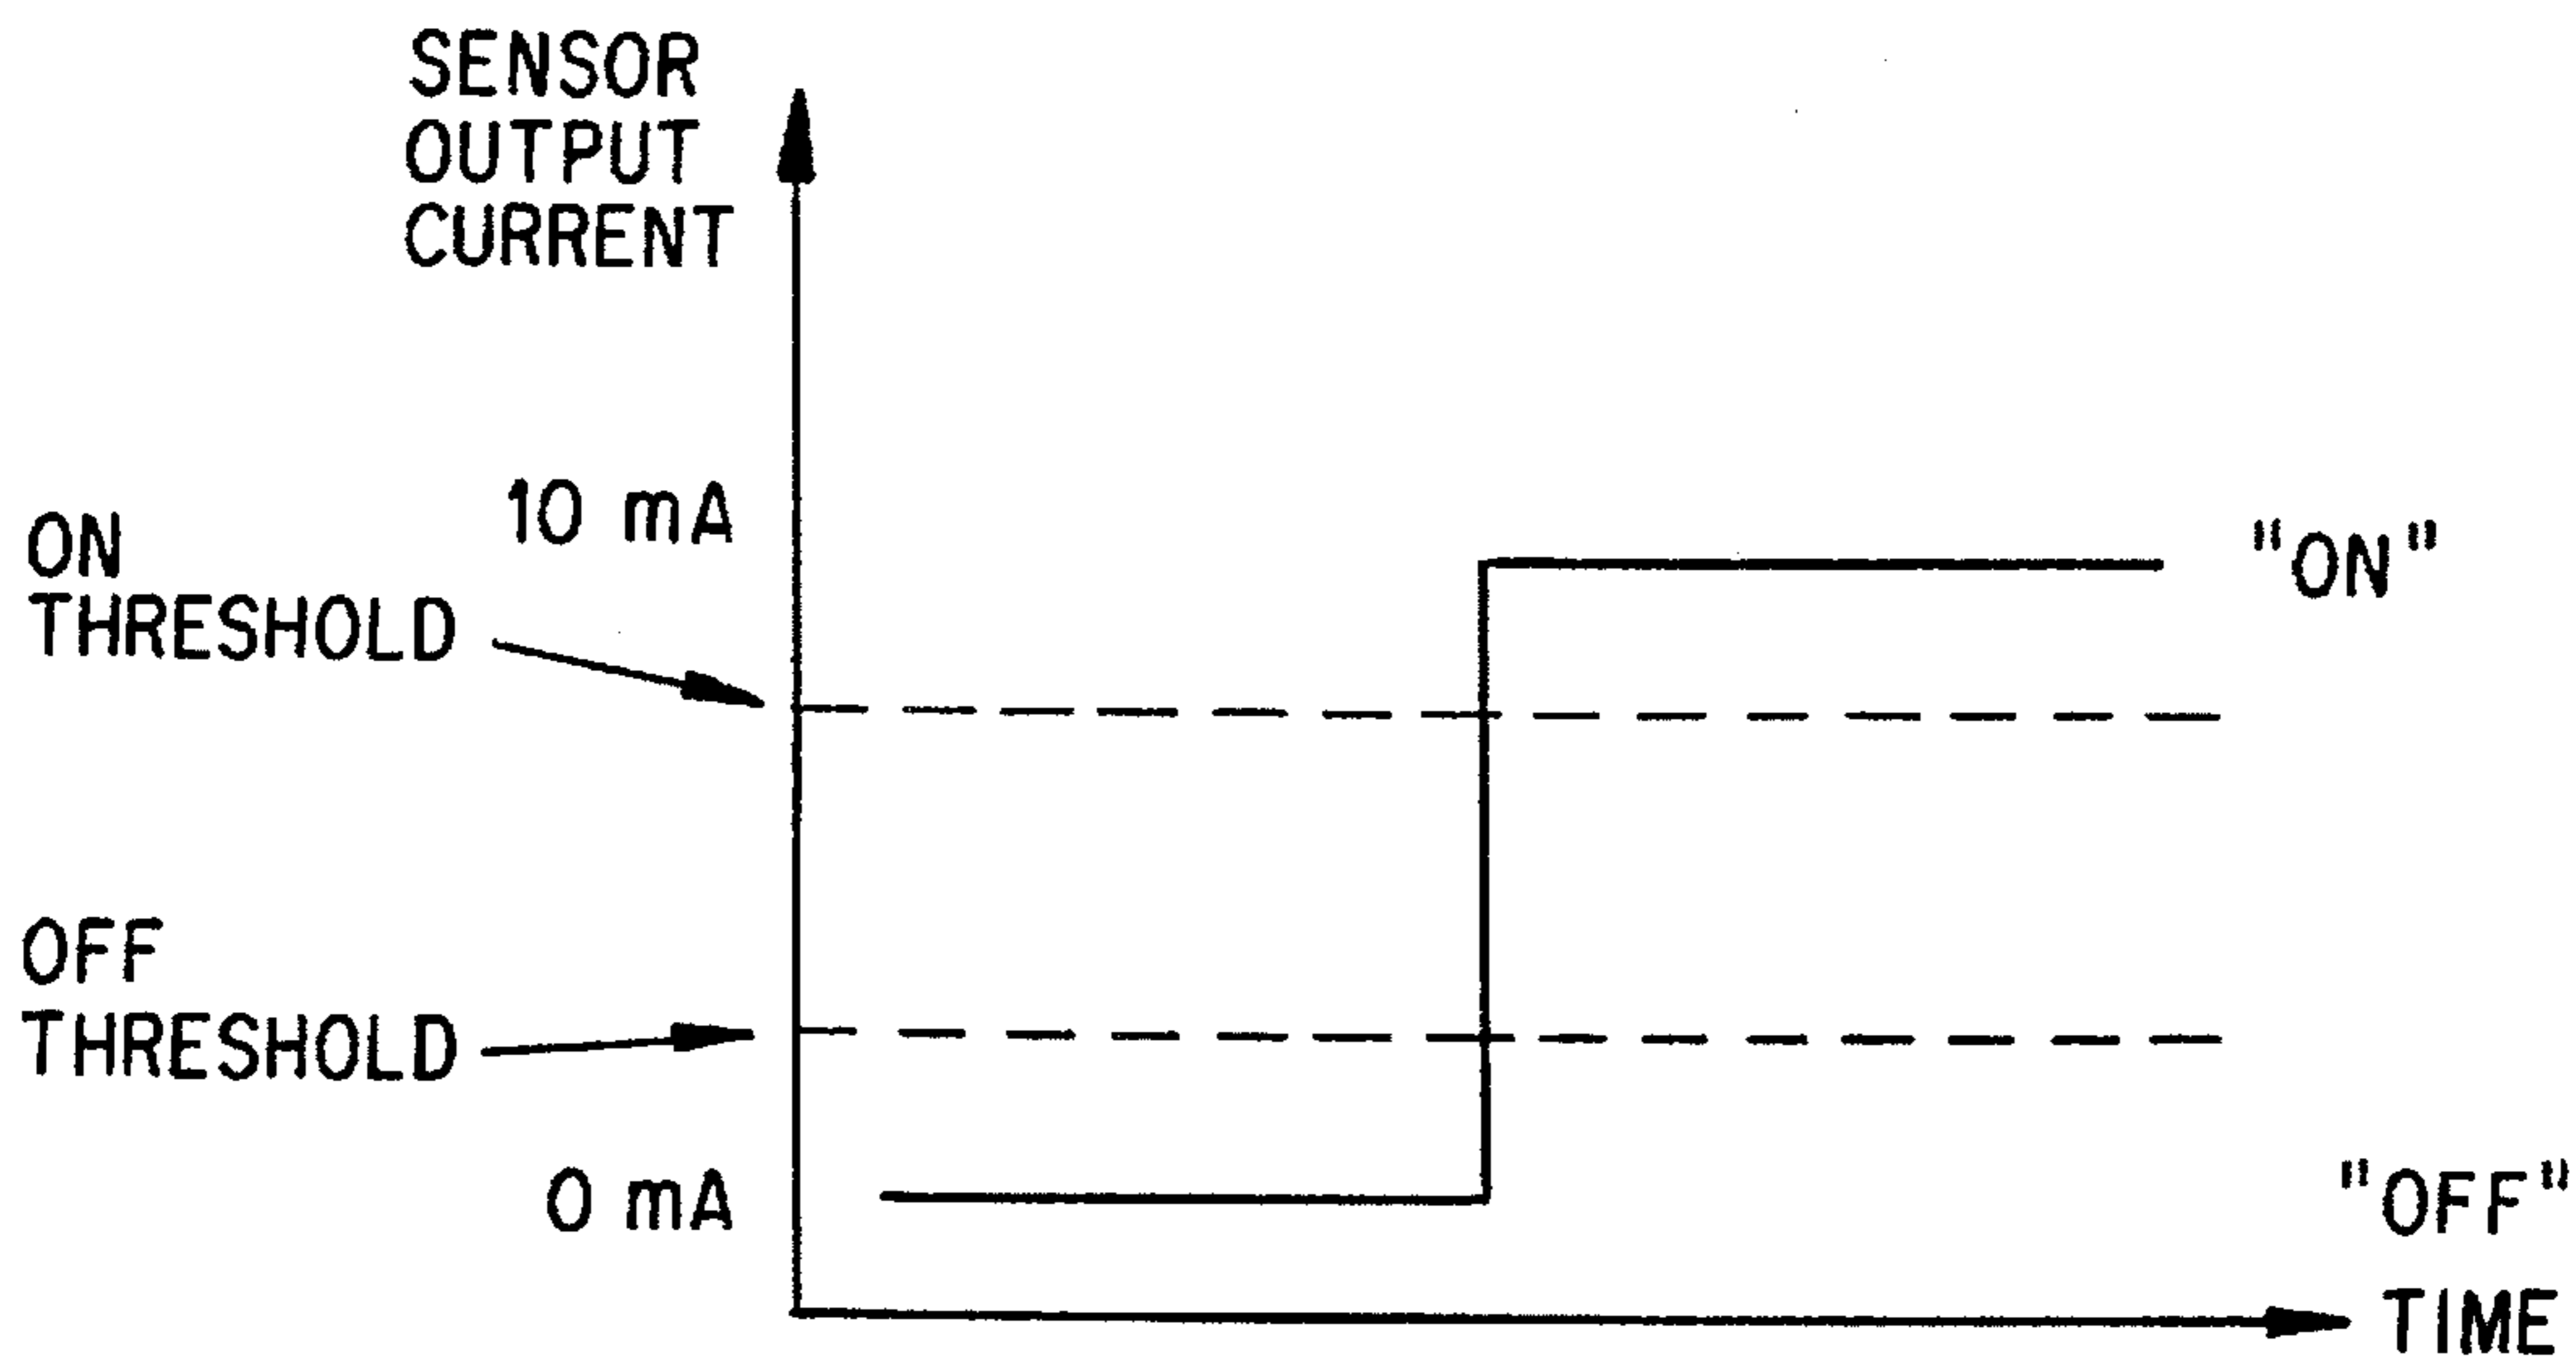 SENSOR
OUTPUT
CURRENT
10 mA
ON
THRESHOLD
"ON"
OFF
THRESHOLD
0 mA
"OFF"
TIME